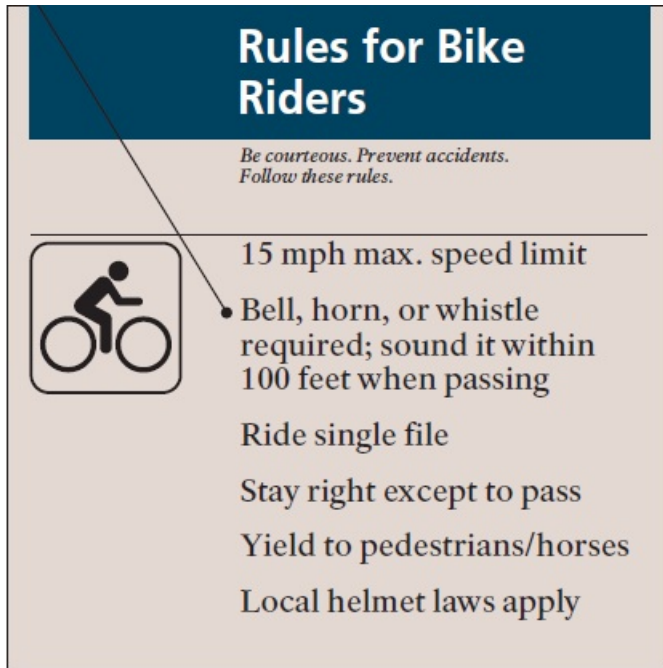 Rules for Bike
Riders
Be courteous. Prevent accidents.
Follow these rules.
15 mph max. speed limit
Bell, horn, or whistle
required; sound it within
100 feet when passing
Ride single file
Stay right except to pass
Yield to pedestrians/horses
Local helmet laws apply